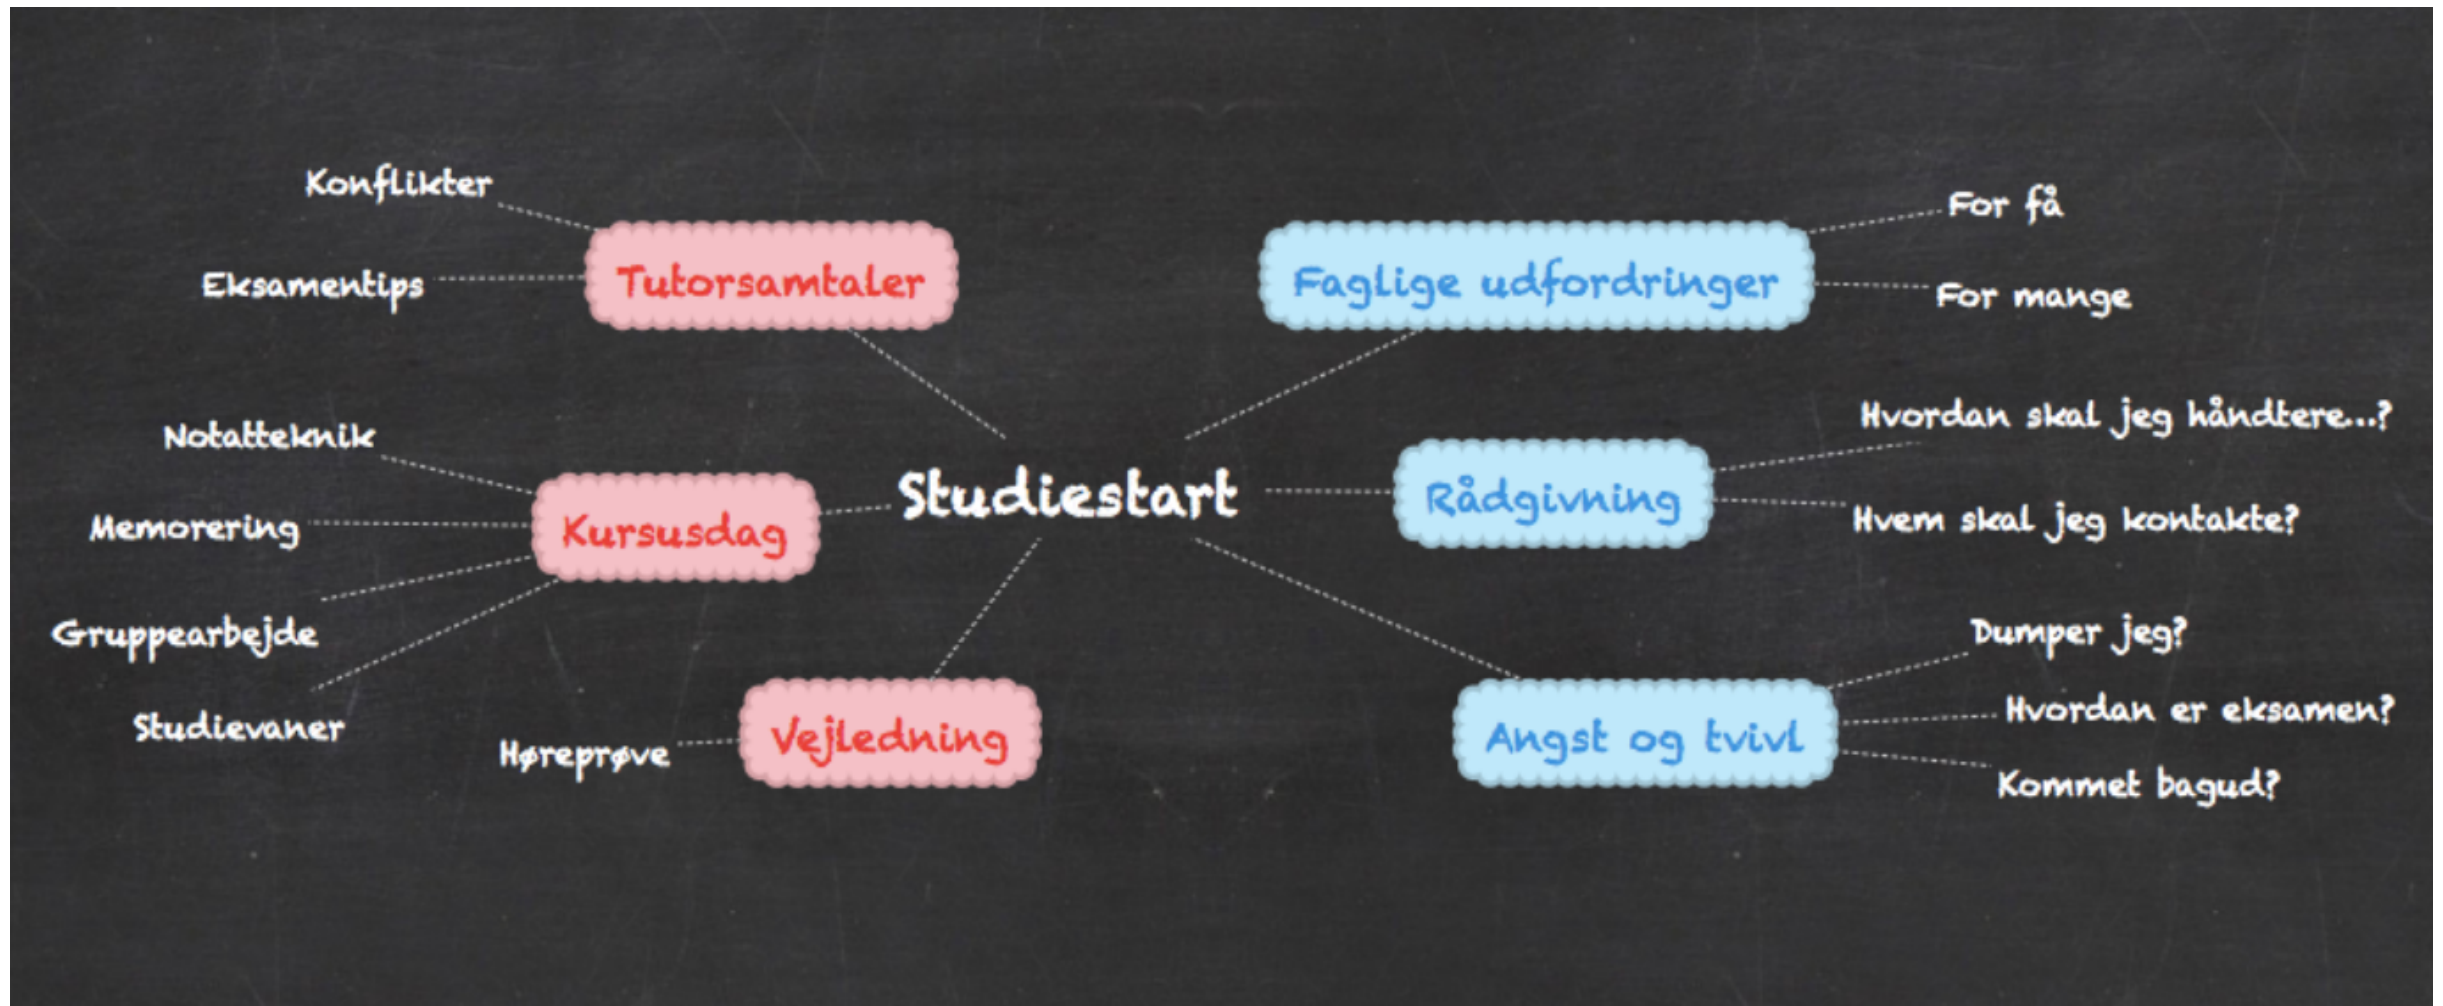 Konflikter
Eksamentips
Tutorsamtaler
Notatteknik
Memorering
Gruppearbejde
Studievaner
Kursusdag
Høreprøve
Vejledning
Studiestart
Faglige udfordringer
For få
For mange
Rådgivning
Hvordan skal jeg håndtere...?
Hvem skal jeg kontakte?
Angst og tvivl
Dumper jeg?
Hvordan er eksamen?
Kommet bagud?